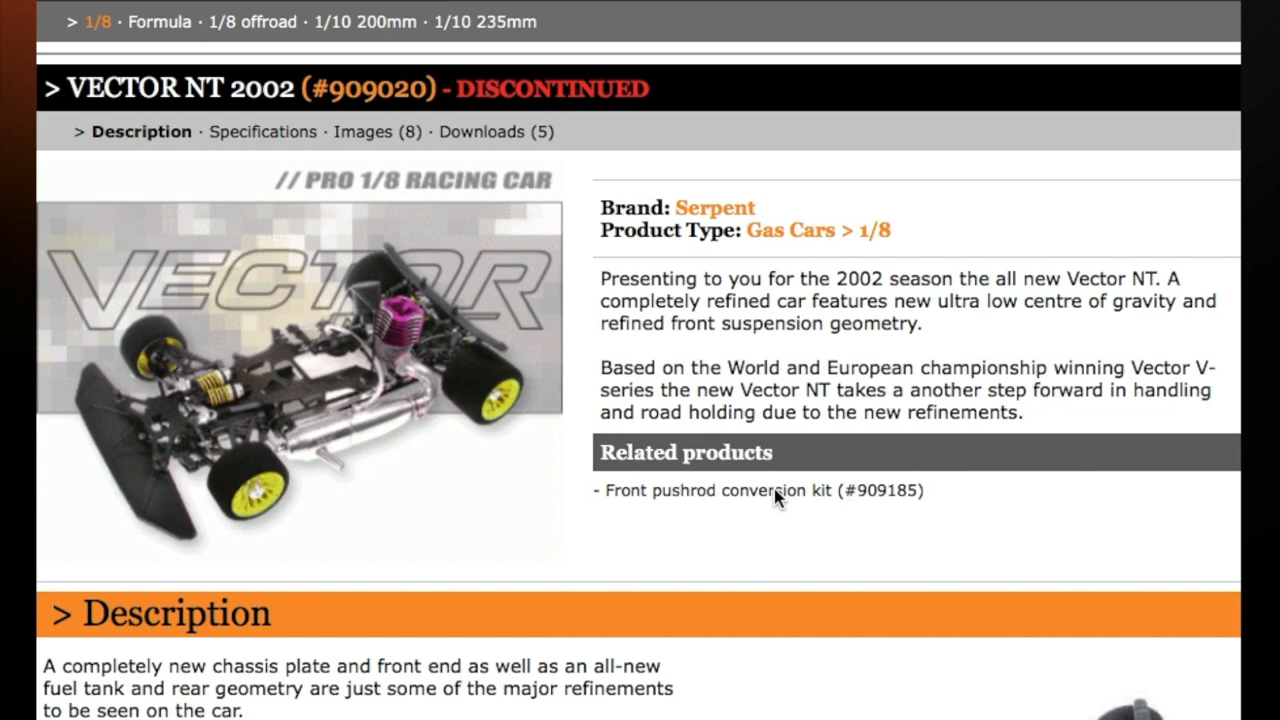 > 1/8 · Formula · 1/8 offroad · 1/10 200mm · 1/10 235mm
> VECTOR NT 2002 (#909020) - DISCONTINUED
> Description · Specifications · Images (8) · Downloads (5)
// PRO 1/8 RACING CAR
VECTOR
Brand: Serpent
Product Type: Gas Cars > 1/8
Presenting to you for the 2002 season the all new Vector NT. A
completely refined car features new ultra low centre of gravity and
refined front suspension geometry.
Based on the World and European championship winning Vector V-
series the new Vector NT takes a another step forward in handling
and road holding due to the new refinements.
Related products
- Front pushrod conversion kit (#909185)
> Description
A completely new chassis plate and front end as well as an all-new
fuel tank and rear geometry are just some of the major refinements
to be seen on the car.